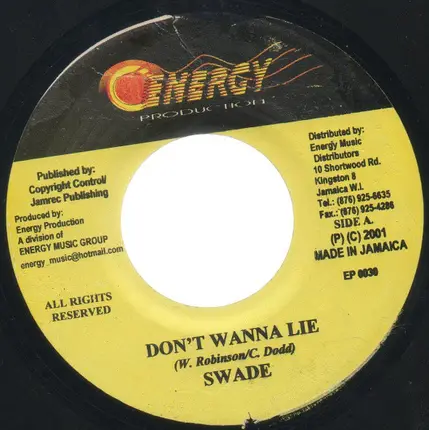 ENERGY
PRODUCTION
Published by:
Copyright Control/
Jamrec Publishing
Produced by:
Energy Production
A division of
ENERGY MUSIC GROUP
energy_music@hotmail.com
ALL RIGHTS
RESERVED
Distributed by:
Energy Music
Distributors
10 Shortwood Rd.
Kingston 8
Jamaica W.I.
Tel.: (876) 925-6635
Fax.: (876) 925-4286
SIDE A.
(P) (C) 2001
MADE IN JAMAICA
EP 0030
DON'T WANNA LIE
(W. Robinson/C. Dodd)
SWADE